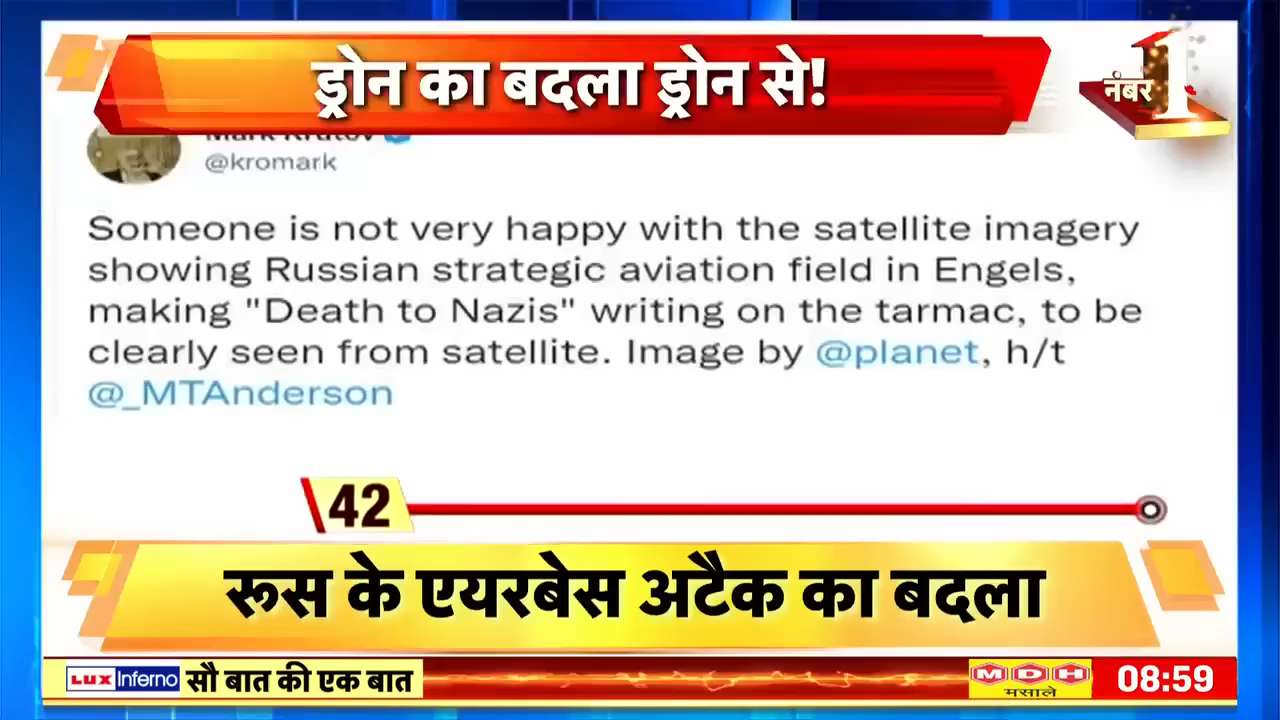 ड्रोन का बदला ड्रोन से!
नंबर 1
Mark Krutov
@kromark
Someone is not very happy with the satellite imagery
showing Russian strategic aviation field in Engels,
making "Death to Nazis" writing on the tarmac, to be
clearly seen from satellite. Image by @planet, h/t
@_MTAnderson
42
रूस के एयरबेस अटैक का बदला
LUX Inferno सौ बात की एक बात
MDH
मसाले
08:59